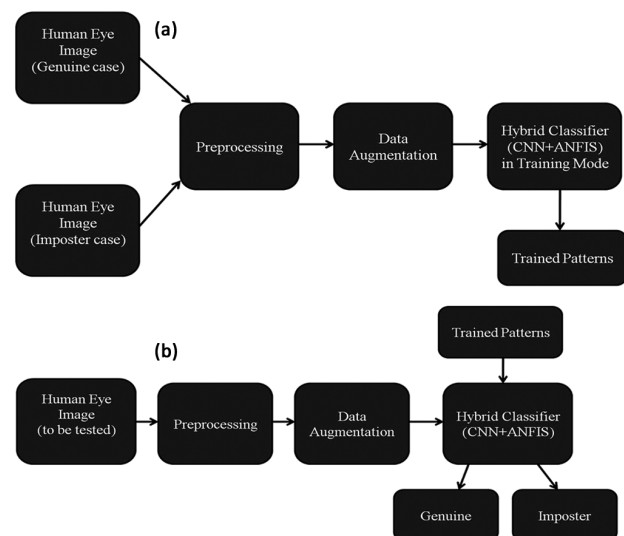 (a)
Human Eye
Image
(Genuine case)
Human Eye
Image
(Imposter case)
Preprocessing
Data
Augmentation
Hybrid Classifier
(CNN+ANFIS)
in Training Mode
Trained Patterns
(b)
Trained Patterns
Human Eye
Image
(to be tested)
Preprocessing
Data
Augmentation
Hybrid Classifier
(CNN+ANFIS)
Genuine
Imposter